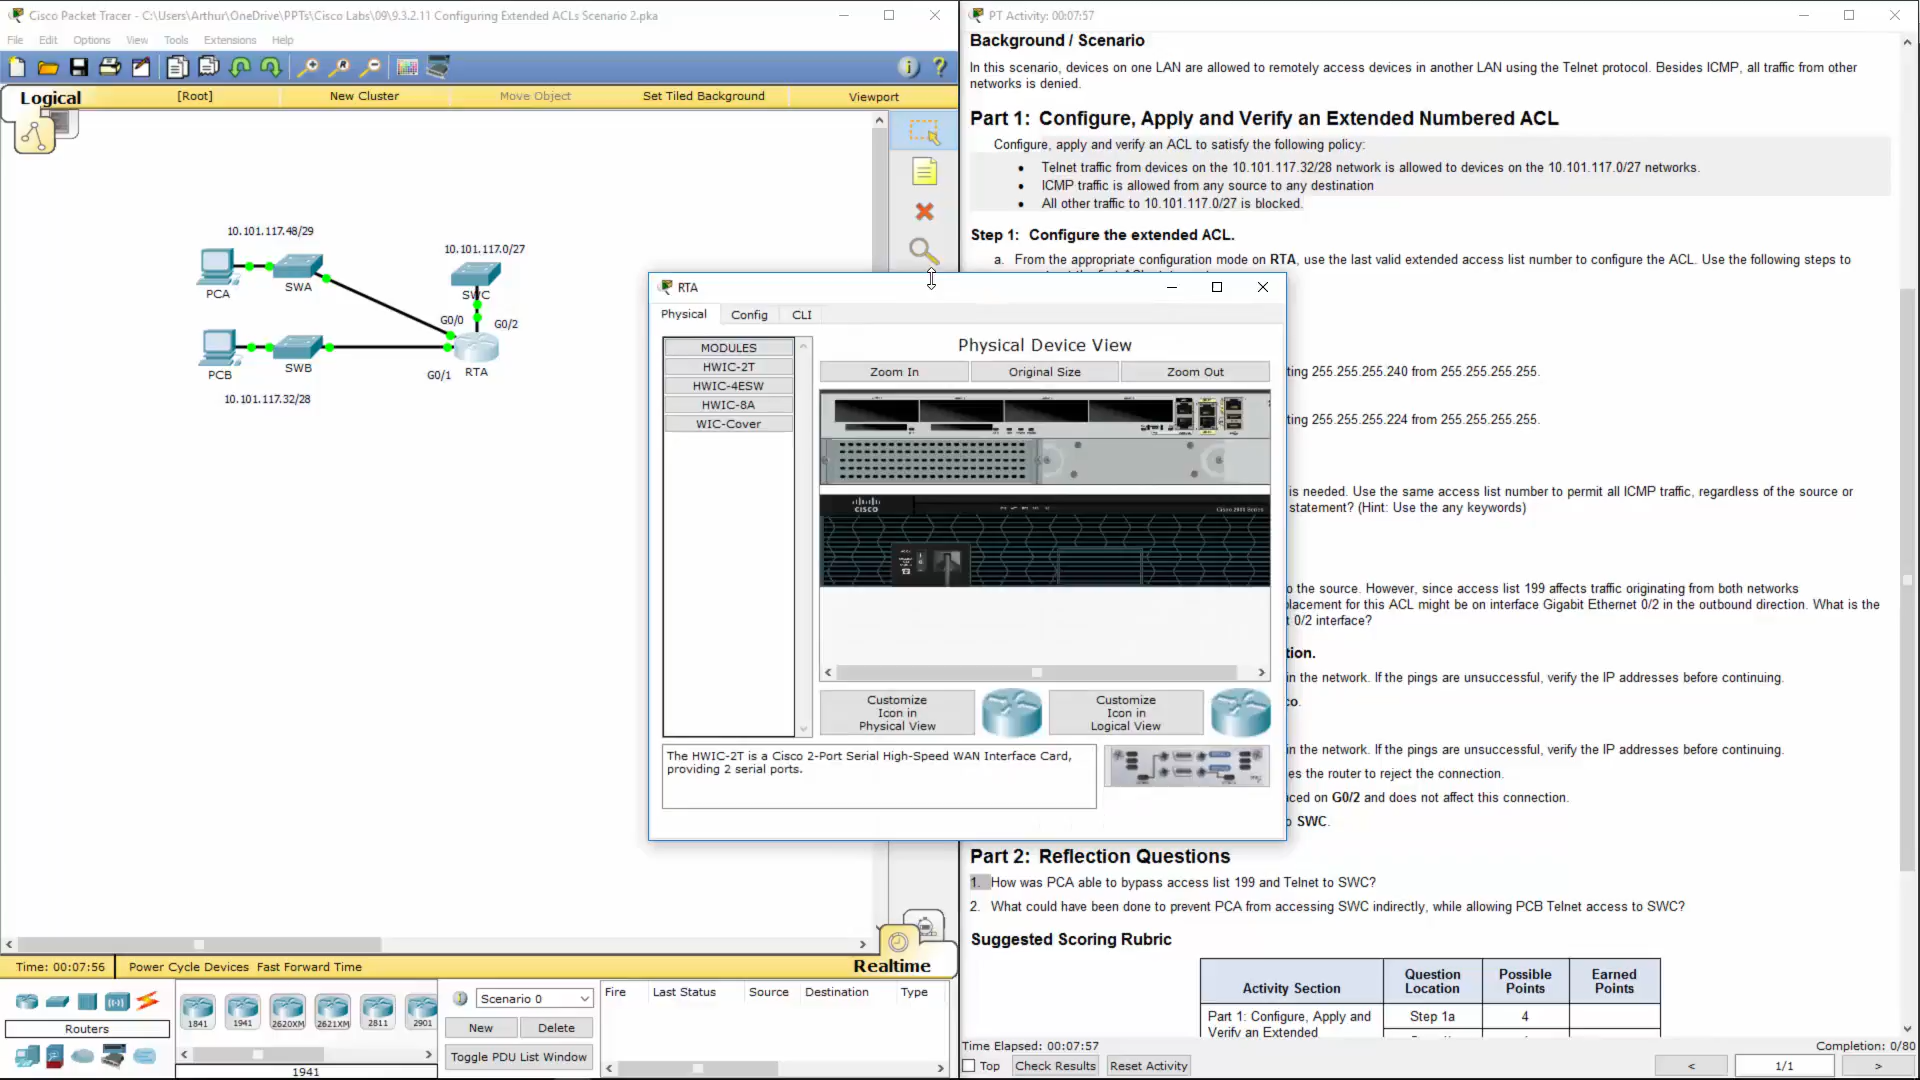 Cisco Packet Tracer - C:\Users\Arthur\OneDrive\PPTs\Cisco Labs\09\9.3.2.11 Configuring Extended ACLs Scenario 2.pka
File Edit Options View Tools Extensions Help
Logical [Root] New Cluster Move Object Set Tiled Background Viewport
10.101.117.48/29
10.101.117.0/27
PCA SWA SWC
G0/0 G0/2
PCB SWB G0/1 RTA
10.101.117.32/28
Time: 00:07:56 Power Cycle Devices Fast Forward Time Realtime
Routers
1841 1941 2620XM 2621XM 2811 2901
1941
Scenario 0
New Delete
Toggle PDU List Window
Fire Last Status Source Destination Type
RTA
Physical Config CLI
MODULES
HWIC-2T
HWIC-4ESW
HWIC-8A
WIC-Cover
Physical Device View
Zoom In Original Size Zoom Out
CISCO
Customize
Icon in
Physical View
Customize
Icon in
Logical View
The HWIC-2T is a Cisco 2-Port Serial High-Speed WAN Interface Card,
providing 2 serial ports.
PT Activity: 00:07:57
Background / Scenario
In this scenario, devices on one LAN are allowed to remotely access devices in another LAN using the Telnet protocol. Besides ICMP, all traffic from other
networks is denied.
Part 1: Configure, Apply and Verify an Extended Numbered ACL
Configure, apply and verify an ACL to satisfy the following policy:
• Telnet traffic from devices on the 10.101.117.32/28 network is allowed to devices on the 10.101.117.0/27 networks.
• ICMP traffic is allowed from any source to any destination
• All other traffic to 10.101.117.0/27 is blocked.
Step 1: Configure the extended ACL.
a. From the appropriate configuration mode on RTA, use the last valid extended access list number to configure the ACL. Use the following steps to
ting 255.255.255.240 from 255.255.255.255.
ting 255.255.255.224 from 255.255.255.255.
is needed. Use the same access list number to permit all ICMP traffic, regardless of the source or
statement? (Hint: Use the any keywords)
o the source. However, since access list 199 affects traffic originating from both networks
lacement for this ACL might be on interface Gigabit Ethernet 0/2 in the outbound direction. What is the
t 0/2 interface?
tion.
in the network. If the pings are unsuccessful, verify the IP addresses before continuing.
co.
in the network. If the pings are unsuccessful, verify the IP addresses before continuing.
es the router to reject the connection.
ced on G0/2 and does not affect this connection.
o SWC.
Part 2: Reflection Questions
1. How was PCA able to bypass access list 199 and Telnet to SWC?
2. What could have been done to prevent PCA from accessing SWC indirectly, while allowing PCB Telnet access to SWC?
Suggested Scoring Rubric
Activity Section Question Location Possible Points Earned Points
Part 1: Configure, Apply and Step 1a 4
Verify an Extended
Time Elapsed: 00:07:57 Completion: 0/80
Top Check Results Reset Activity < 1/1 >